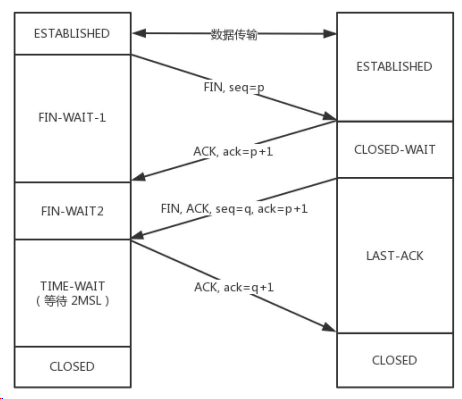 ESTABLISHED
数据传输
ESTABLISHED
FIN, seq=p
FIN-WAIT-1
ACK, ack=p+1
CLOSED-WAIT
FIN-WAIT2
FIN, ACK, seq=q, ack=p+1
LAST-ACK
TIME-WAIT
（等待 2MSL）
ACK, ack=q+1
CLOSED
CLOSED